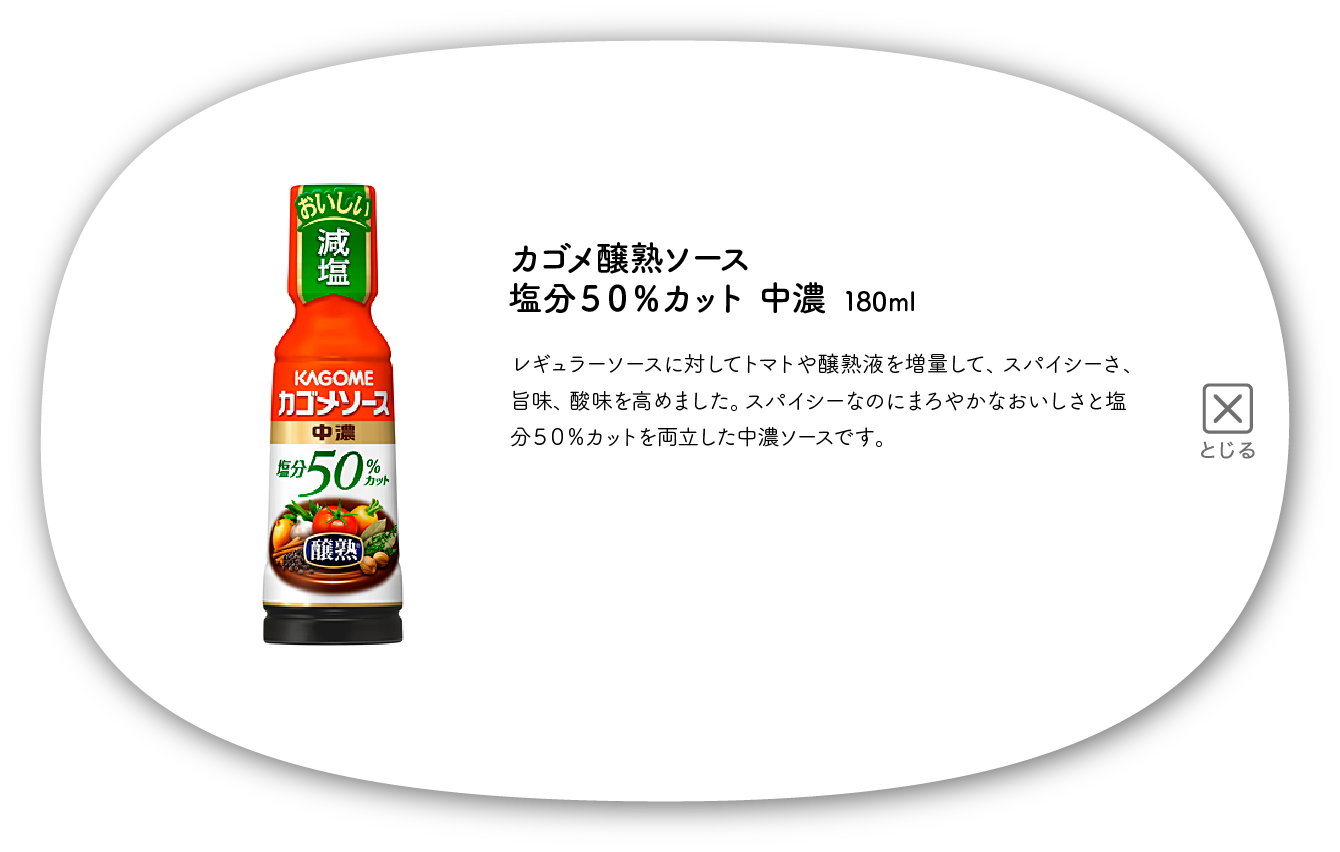 おいしい
減塩
KAGOME
カゴメソース
中濃
塩分50%カット
醸熟
カゴメ醸熟ソース
塩分５０％カット 中濃 180ml
レギュラーソースに対してトマトや醸熟液を増量して、スパイシーさ、
旨味、酸味を高めました。スパイシーなのにまろやかなおいしさと塩
分５０％カットを両立した中濃ソースです。
とじる